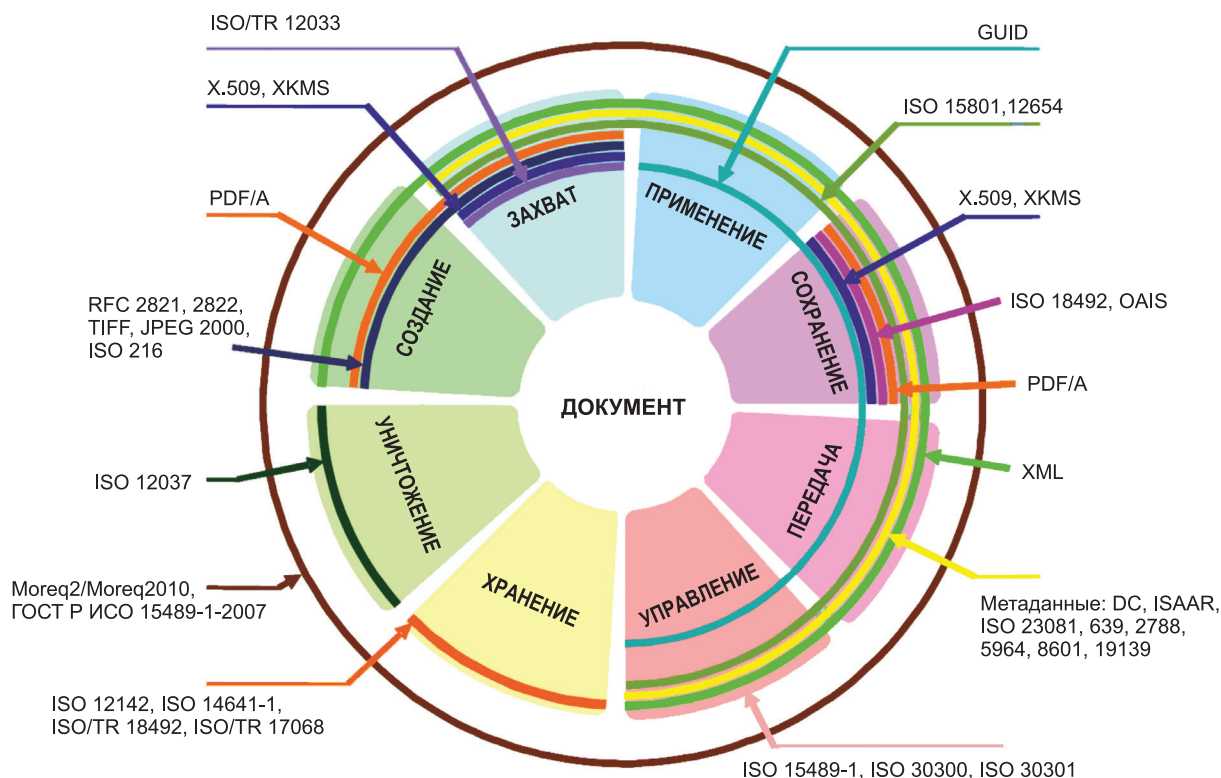 ISO/TR 12033
GUID
X.509, XKMS
ISO 15801,12654
PDF/A
X.509, XKMS
ЗАХВАТ
ПРИМЕНЕНИЕ
СОЗДАНИЕ
СОХРАНЕНИЕ
RFC 2821, 2822,
TIFF, JPEG 2000,
ISO 216
ISO 18492, OAIS
PDF/A
ДОКУМЕНТ
XML
ISO 12037
УНИЧТОЖЕНИЕ
ПЕРЕДАЧА
ХРАНЕНИЕ
УПРАВЛЕНИЕ
Moreq2/Moreq2010,
ГОСТ Р ИСО 15489-1-2007
Метаданные: DC, ISAAR,
ISO 23081, 639, 2788,
5964, 8601, 19139
ISO 12142, ISO 14641-1,
ISO/TR 18492, ISO/TR 17068
ISO 15489-1, ISO 30300, ISO 30301